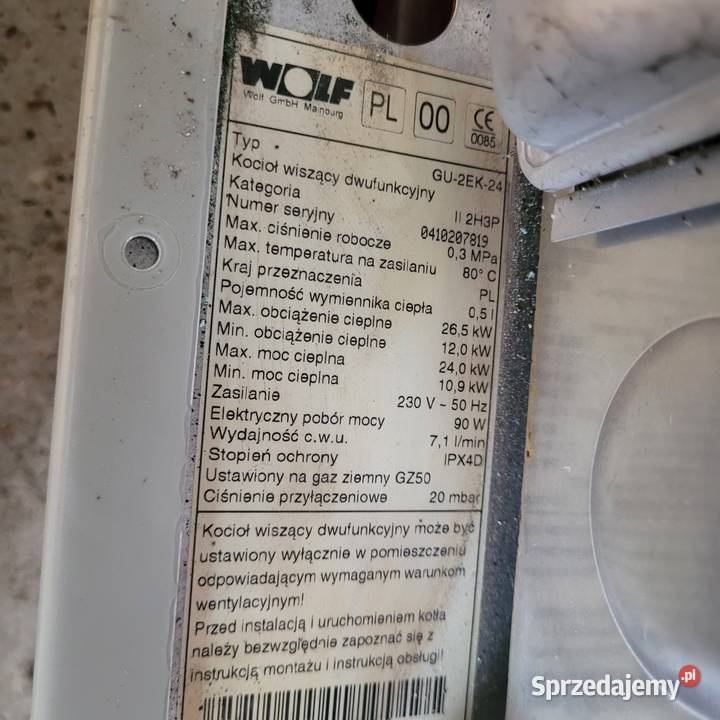 WOLF
Wolf GmbH Mainburg
PL 00 CE
0085
Typ GU-2EK-24
Kocioł wiszący dwufunkcyjny
Kategoria II 2H3P
Numer seryjny 0410207819
Max. ciśnienie robocze 0,3 MPa
Max. temperatura na zasilaniu 80° C
Kraj przeznaczenia PL
Pojemność wymiennika ciepła 0,5 l
Max. obciążenie cieplne 26,5 kW
Min. obciążenie cieplne 12,0 kW
Max. moc cieplna 24,0 kW
Min. moc cieplna 10,9 kW
Zasilanie 230 V ~ 50 Hz
Elektryczny pobór mocy 90 W
Wydajność c.w.u. 7,1 l/min
Stopień ochrony IPX4D
Ustawiony na gaz ziemny GZ50
Ciśnienie przyłączeniowe 20 mbar
Kocioł wiszący dwufunkcyjny może być
ustawiony wyłącznie w pomieszczeniu
odpowiadającym wymaganym warunkom
wentylacyjnym!
Przed instalacją i uruchomieniem kotła
należy bezwzględnie zapoznać się z
instrukcją montażu i instrukcją obsługi!
Sprzedajemy.pl